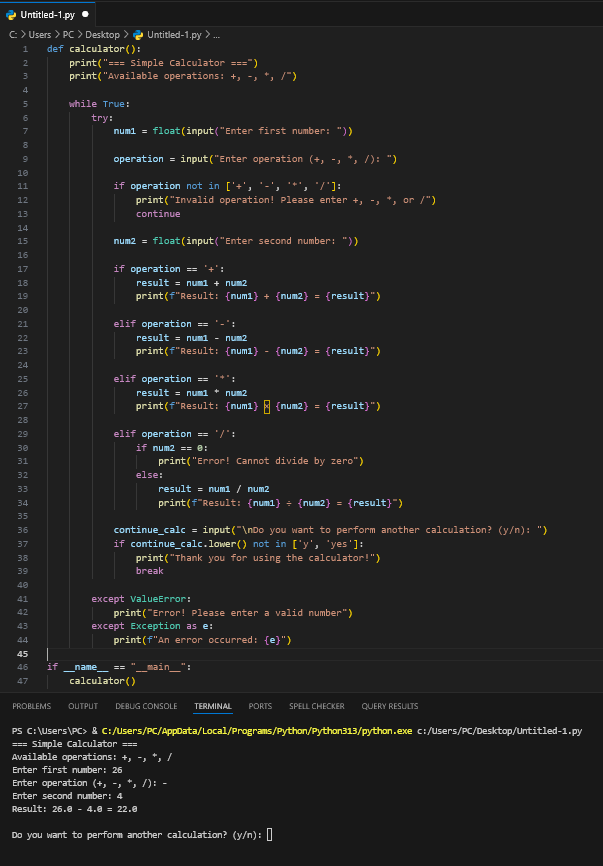 Untitled-1.py ●
C: > Users > PC > Desktop > Untitled-1.py > ...
1 def calculator():
2     print("=== Simple Calculator ===")
3     print("Available operations: +, -, *, /")
4
5     while True:
6         try:
7             num1 = float(input("Enter first number: "))
8
9             operation = input("Enter operation (+, -, *, /): ")
10
11             if operation not in ['+', '-', '*', '/']:
12                 print("Invalid operation! Please enter +, -, *, or /")
13                 continue
14
15             num2 = float(input("Enter second number: "))
16
17             if operation == '+':
18                 result = num1 + num2
19                 print(f"Result: {num1} + {num2} = {result}")
20
21             elif operation == '-':
22                 result = num1 - num2
23                 print(f"Result: {num1} - {num2} = {result}")
24
25             elif operation == '*':
26                 result = num1 * num2
27                 print(f"Result: {num1} × {num2} = {result}")
28
29             elif operation == '/':
30                 if num2 == 0:
31                     print("Error! Cannot divide by zero")
32                 else:
33                     result = num1 / num2
34                     print(f"Result: {num1} ÷ {num2} = {result}")
35
36             continue_calc = input("\nDo you want to perform another calculation? (y/n): ")
37             if continue_calc.lower() not in ['y', 'yes']:
38                 print("Thank you for using the calculator!")
39                 break
40
41         except ValueError:
42             print("Error! Please enter a valid number")
43         except Exception as e:
44             print(f"An error occurred: {e}")
45
46 if __name__ == "__main__":
47     calculator()
PROBLEMS OUTPUT DEBUG CONSOLE TERMINAL PORTS SPELL CHECKER QUERY RESULTS
PS C:\Users\PC> & C:/Users/PC/AppData/Local/Programs/Python/Python313/python.exe c:/Users/PC/Desktop/Untitled-1.py
=== Simple Calculator ===
Available operations: +, -, *, /
Enter first number: 26
Enter operation (+, -, *, /): -
Enter second number: 4
Result: 26.0 - 4.0 = 22.0

Do you want to perform another calculation? (y/n):